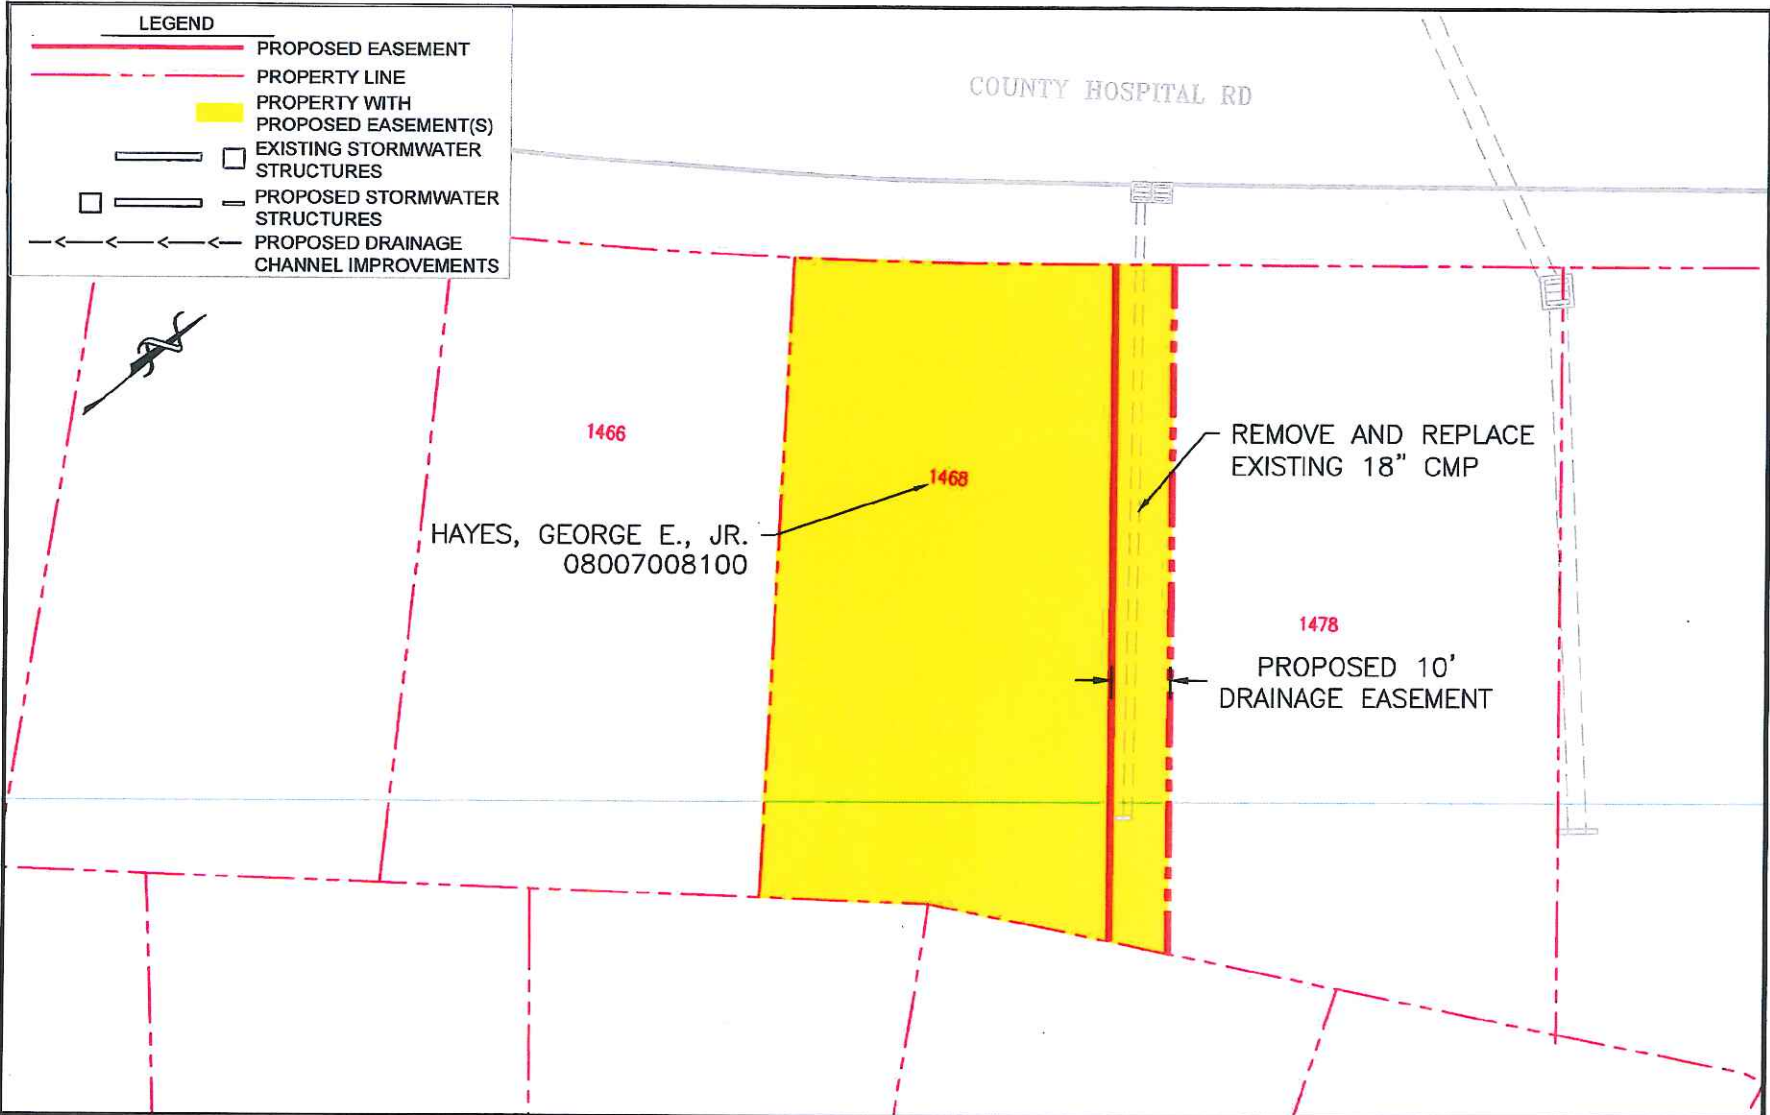 LEGEND
PROPOSED EASEMENT
PROPERTY LINE
PROPERTY WITH
PROPOSED EASEMENT(S)
EXISTING STORMWATER
STRUCTURES
PROPOSED STORMWATER
STRUCTURES
PROPOSED DRAINAGE
CHANNEL IMPROVEMENTS
COUNTY HOSPITAL RD
1466
1468
HAYES, GEORGE E., JR.
08007008100
REMOVE AND REPLACE
EXISTING 18" CMP
1478
PROPOSED 10'
DRAINAGE EASEMENT
N